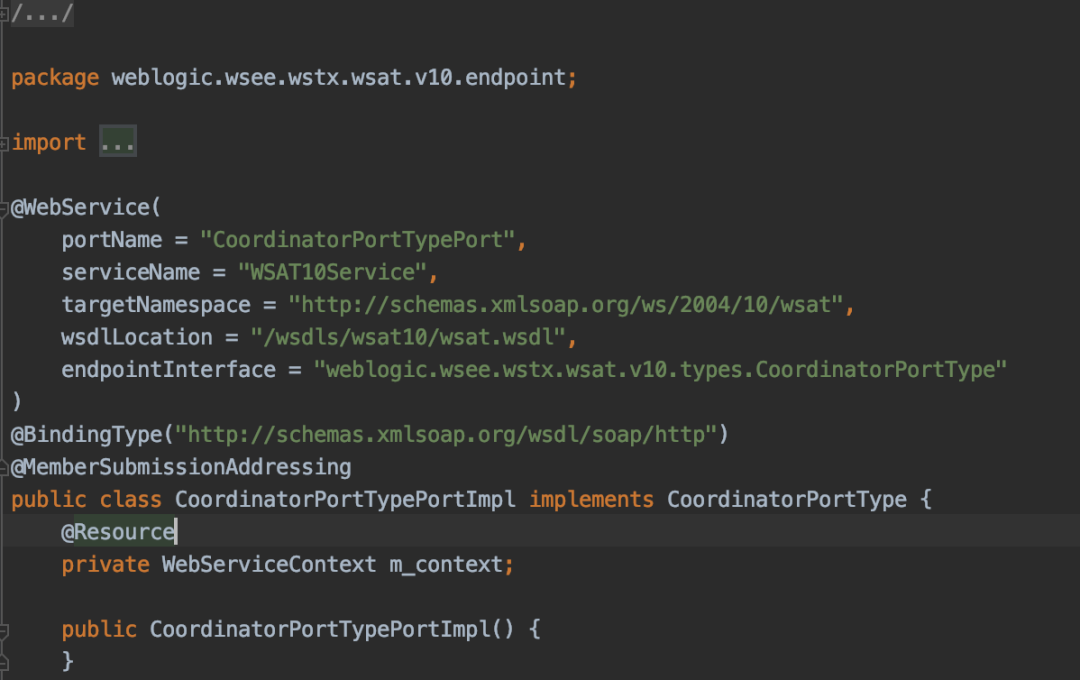 /.../
package weblogic.wsee.wstx.wsat.v10.endpoint;
import ...
@WebService(
portName = "CoordinatorPortTypePort",
serviceName = "WSAT10Service",
targetNamespace = "http://schemas.xmlsoap.org/ws/2004/10/wsat",
wsdlLocation = "/wsdls/wsat10/wsat.wsdl",
endpointInterface = "weblogic.wsee.wstx.wsat.v10.types.CoordinatorPortType"
)
@BindingType("http://schemas.xmlsoap.org/wsdl/soap/http")
@MemberSubmissionAddressing
public class CoordinatorPortTypePortImpl implements CoordinatorPortType {
@Resource
private WebServiceContext m_context;
public CoordinatorPortTypePortImpl() {
}